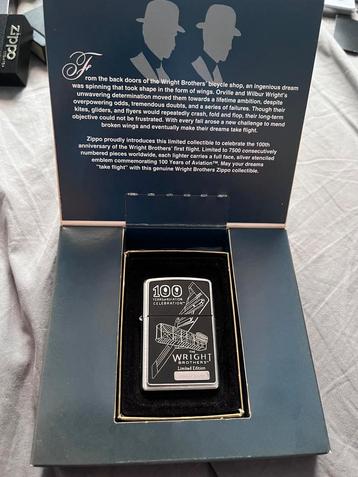 zippo
From the back doors of the Wright Brothers' bicycle shop, an ingenious dream
was spinning that took shape in the form of wings. Orville and Wilbur Wright's
unwavering determination moved them towards a lifetime ambition, despite
overpowering odds, tremendous doubts, and a series of failures. Though their
kites, gliders, and flyers would repeatedly crash, fold and flop, their long-term
objective could not be frustrated. With every fall arose a new challenge to mend
broken wings and eventually make their dreams take flight.
Zippo proudly introduces this limited collectible to celebrate the 100th
anniversary of the Wright Brothers' first flight. Limited to 7500 consecutively
numbered pieces worldwide, each lighter carries a full face, silver stenciled
emblem commemorating 100 Years of Aviation™. May your dreams
"take flight" with this genuine Wright Brothers Zippo collectible.
100
YEARS OF AVIATION
CELEBRATION™
THE
WRIGHT
BROTHERS
Limited Edition